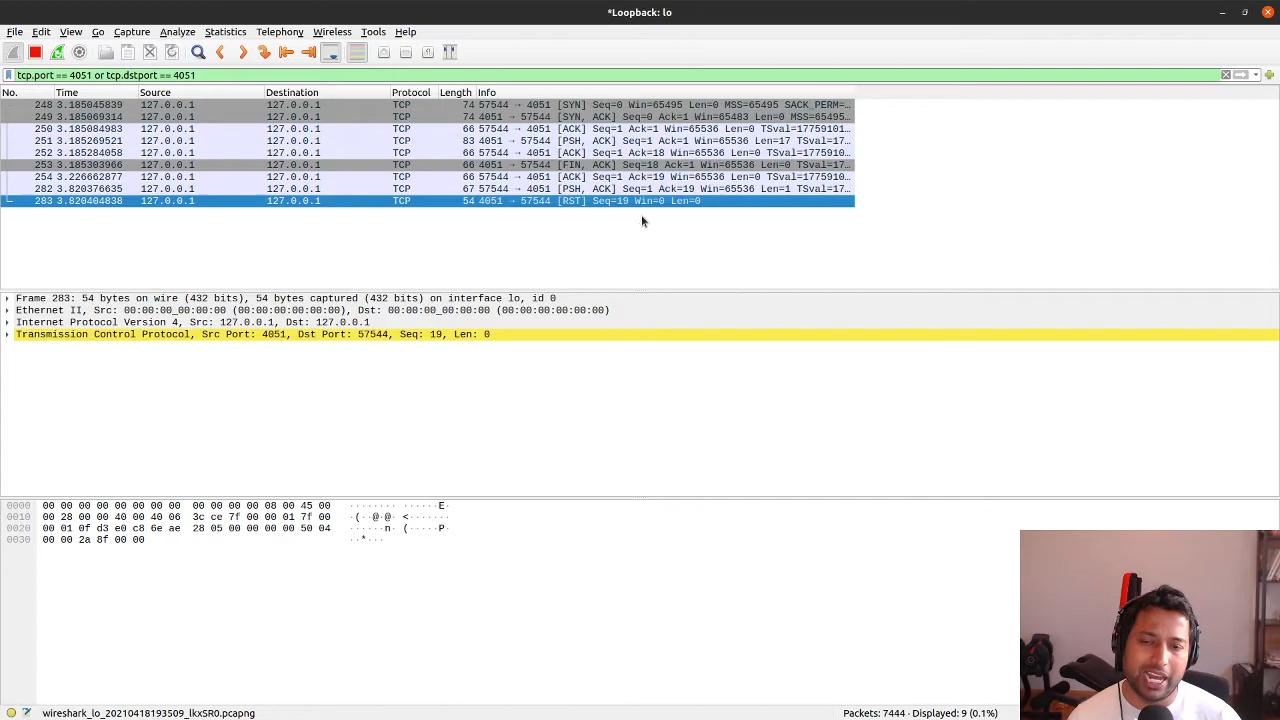 *Loopback: lo
File Edit View Go Capture Analyze Statistics Telephony Wireless Tools Help
tcp.port == 4051 or tcp.dstport == 4051
No. Time Source Destination Protocol Length Info
248 3.185045839 127.0.0.1 127.0.0.1 TCP 74 57544 → 4051 [SYN] Seq=0 Win=65495 Len=0 MSS=65495 SACK_PERM=…
249 3.185069314 127.0.0.1 127.0.0.1 TCP 74 4051 → 57544 [SYN, ACK] Seq=0 Ack=1 Win=65483 Len=0 MSS=65495…
250 3.185084983 127.0.0.1 127.0.0.1 TCP 66 57544 → 4051 [ACK] Seq=1 Ack=1 Win=65536 Len=0 TSval=17759101…
251 3.185269521 127.0.0.1 127.0.0.1 TCP 83 4051 → 57544 [PSH, ACK] Seq=1 Ack=1 Win=65536 Len=17 TSval=17…
252 3.185284058 127.0.0.1 127.0.0.1 TCP 66 57544 → 4051 [ACK] Seq=1 Ack=18 Win=65536 Len=0 TSval=1775910…
253 3.185303966 127.0.0.1 127.0.0.1 TCP 66 4051 → 57544 [FIN, ACK] Seq=18 Ack=1 Win=65536 Len=0 TSval=17…
254 3.226662877 127.0.0.1 127.0.0.1 TCP 66 57544 → 4051 [ACK] Seq=1 Ack=19 Win=65536 Len=0 TSval=1775910…
282 3.820376635 127.0.0.1 127.0.0.1 TCP 67 57544 → 4051 [PSH, ACK] Seq=1 Ack=19 Win=65536 Len=1 TSval=17…
283 3.820404838 127.0.0.1 127.0.0.1 TCP 54 4051 → 57544 [RST] Seq=19 Win=0 Len=0
Frame 283: 54 bytes on wire (432 bits), 54 bytes captured (432 bits) on interface lo, id 0
Ethernet II, Src: 00:00:00_00:00:00 (00:00:00:00:00:00), Dst: 00:00:00_00:00:00 (00:00:00:00:00:00)
Internet Protocol Version 4, Src: 127.0.0.1, Dst: 127.0.0.1
Transmission Control Protocol, Src Port: 4051, Dst Port: 57544, Seq: 19, Len: 0
0000 00 00 00 00 00 00 00 00 00 00 00 00 08 00 45 00 ········ ······E·
0010 00 28 00 00 40 00 40 06 3c ce 7f 00 00 01 7f 00 ·(··@·@· <·······
0020 00 01 0f d3 e0 c8 6e ae 28 05 00 00 00 00 50 04 ······n· (·····P·
0030 00 00 2a 8f 00 00 ··*···
wireshark_lo_20210418193509_lkxSR0.pcapng Packets: 7444 · Displayed: 9 (0.1%)